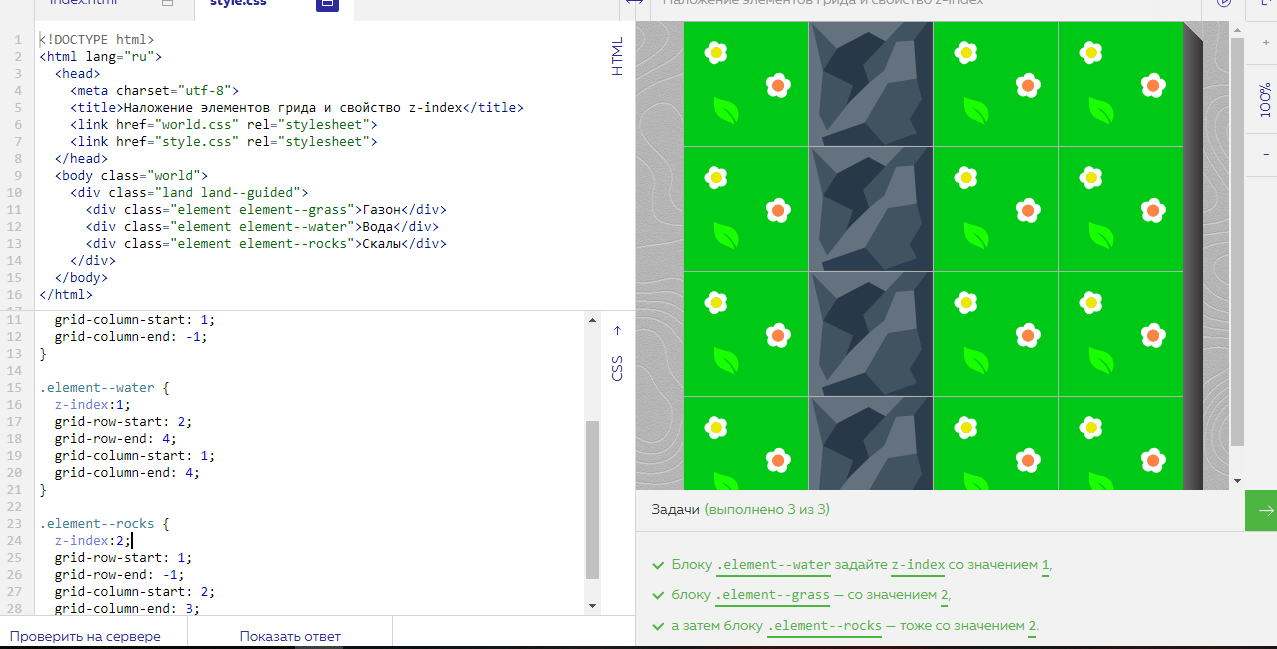 index.html
style.css
Наложение элементов грида и свойство z-index
1 <!DOCTYPE html>
2 <html lang="ru">
3 <head>
4 <meta charset="utf-8">
5 <title>Наложение элементов грида и свойство z-index</title>
6 <link href="world.css" rel="stylesheet">
7 <link href="style.css" rel="stylesheet">
8 </head>
9 <body class="world">
10 <div class="land land--guided">
11 <div class="element element--grass">Газон</div>
12 <div class="element element--water">Вода</div>
13 <div class="element element--rocks">Скалы</div>
14 </div>
15 </body>
16 </html>
17
HTML
11 grid-column-start: 1;
12 grid-column-end: -1;
13 }
14
15 .element--water {
16 z-index:1;
17 grid-row-start: 2;
18 grid-row-end: 4;
19 grid-column-start: 1;
20 grid-column-end: 4;
21 }
22
23 .element--rocks {
24 z-index:2;
25 grid-row-start: 1;
26 grid-row-end: -1;
27 grid-column-start: 2;
28 grid-column-end: 3;
CSS
Проверить на сервере
Показать ответ
+
100%
-
Задачи (выполнено 3 из 3)
Блоку .element--water задайте z-index со значением 1,
блоку .element--grass — со значением 2,
а затем блоку .element--rocks — тоже со значением 2.